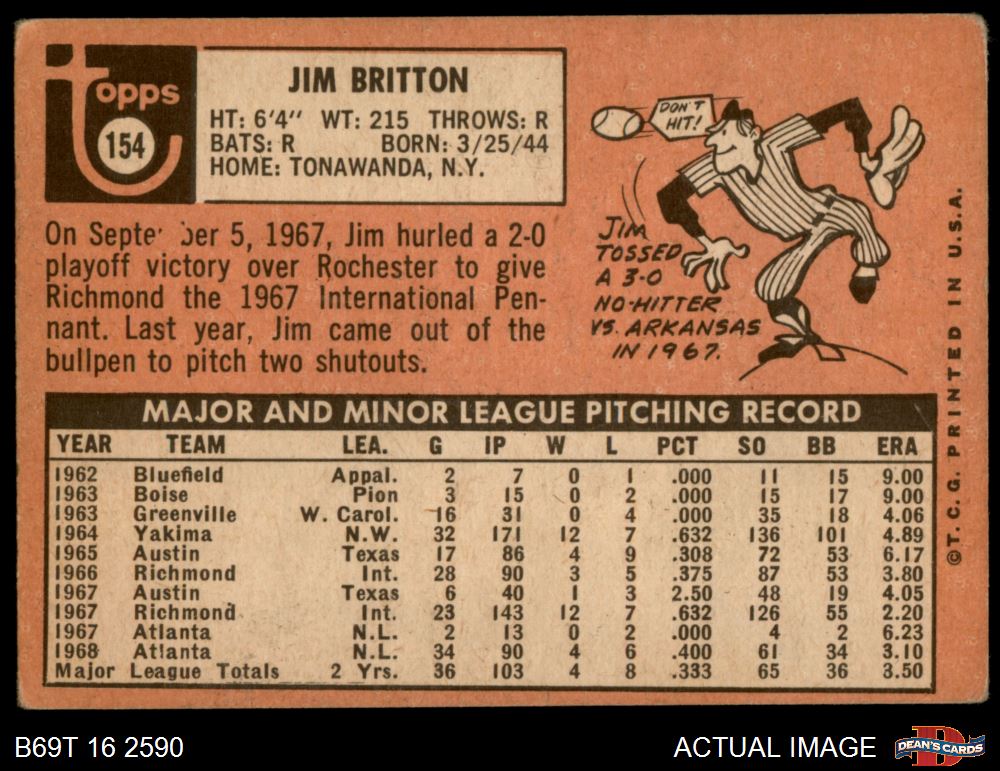 Topps
154
JIM BRITTON
HT: 6'4" WT: 215 THROWS: R
BATS: R BORN: 3/25/44
HOME: TONAWANDA, N.Y.
On Septe ber 5, 1967, Jim hurled a 2-0
playoff victory over Rochester to give
Richmond the 1967 International Pen-
nant. Last year, Jim came out of the
bullpen to pitch two shutouts.
DON'T
HIT!
JIM
TOSSED
A 3-0
NO-HITTER
VS. ARKANSAS
IN 1967.
MAJOR AND MINOR LEAGUE PITCHING RECORD
YEAR TEAM LEA. G IP W L PCT SO BB ERA
1962 Bluefield Appal. 2 7 0 1 .000 11 15 9.00
1963 Boise Pion 3 15 0 2 .000 15 17 9.00
1963 Greenville W. Carol. 16 31 0 4 .000 35 18 4.06
1964 Yakima N.W. 32 171 12 7 .632 136 101 4.89
1965 Austin Texas 17 86 4 9 .308 72 53 6.17
1966 Richmond Int. 28 90 3 5 .375 87 53 3.80
1967 Austin Texas 6 40 1 3 2.50 48 19 4.05
1967 Richmond Int. 23 143 12 7 .632 126 55 2.20
1967 Atlanta N.L. 2 13 0 2 .000 4 2 6.23
1968 Atlanta N.L. 34 90 4 6 .400 61 34 3.10
Major League Totals 2 Yrs. 36 103 4 8 .333 65 36 3.50
©T. C. G. PRINTED IN U.S.A.
B69T 16 2590
ACTUAL IMAGE
DEAN'S CARDS